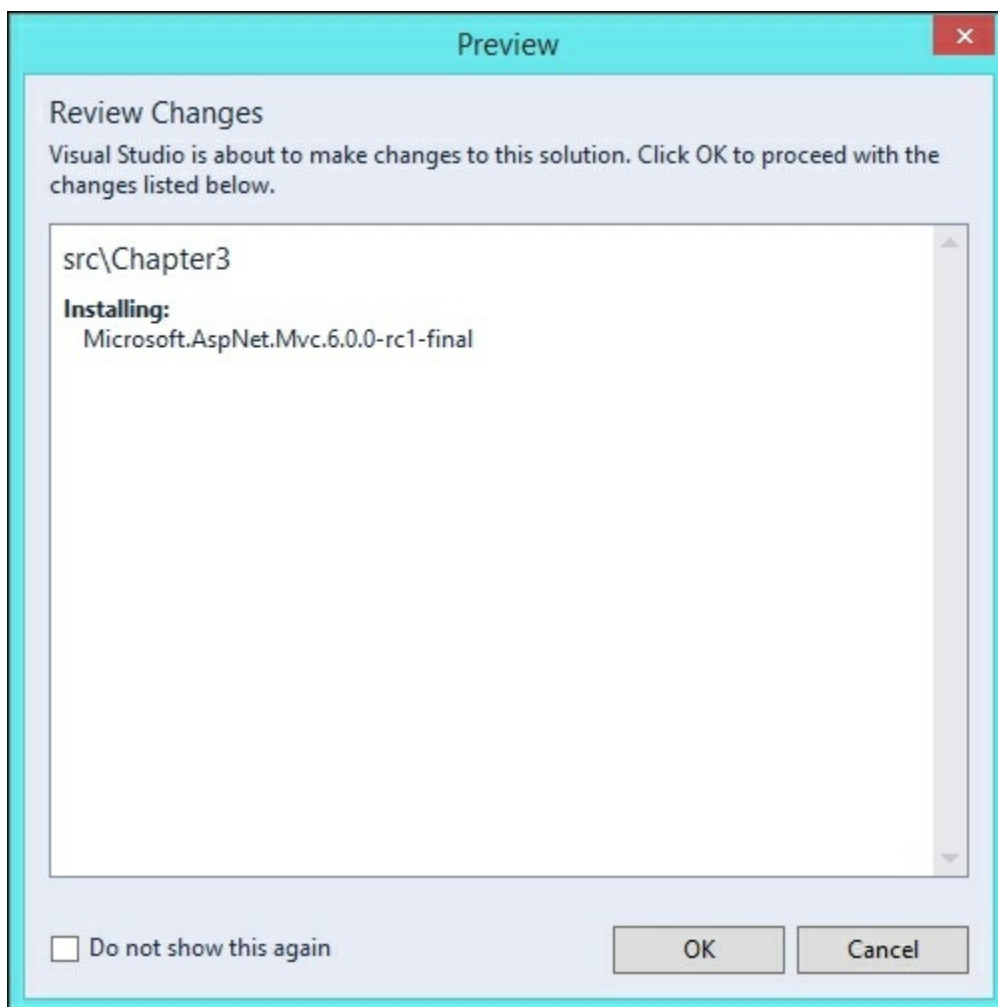 Preview
Review Changes
Visual Studio is about to make changes to this solution. Click OK to proceed with the
changes listed below.
src\Chapter3
Installing:
Microsoft.AspNet.Mvc.6.0.0-rc1-final
Do not show this again
OK
Cancel